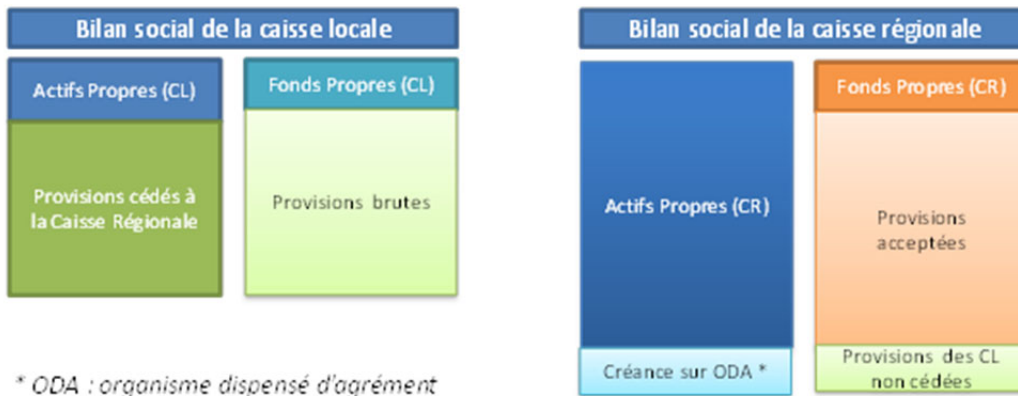 Bilan social de la caisse locale
Actifs Propres (CL)
Fonds Propres (CL)
Provisions cédés à
la Caisse Régionale
Provisions brutes
* ODA : organisme dispensé d'agrément
Bilan social de la caisse régionale
Actifs Propres (CR)
Fonds Propres (CR)
Provisions
acceptées
Créance sur ODA *
Provisions des CL
non cédées